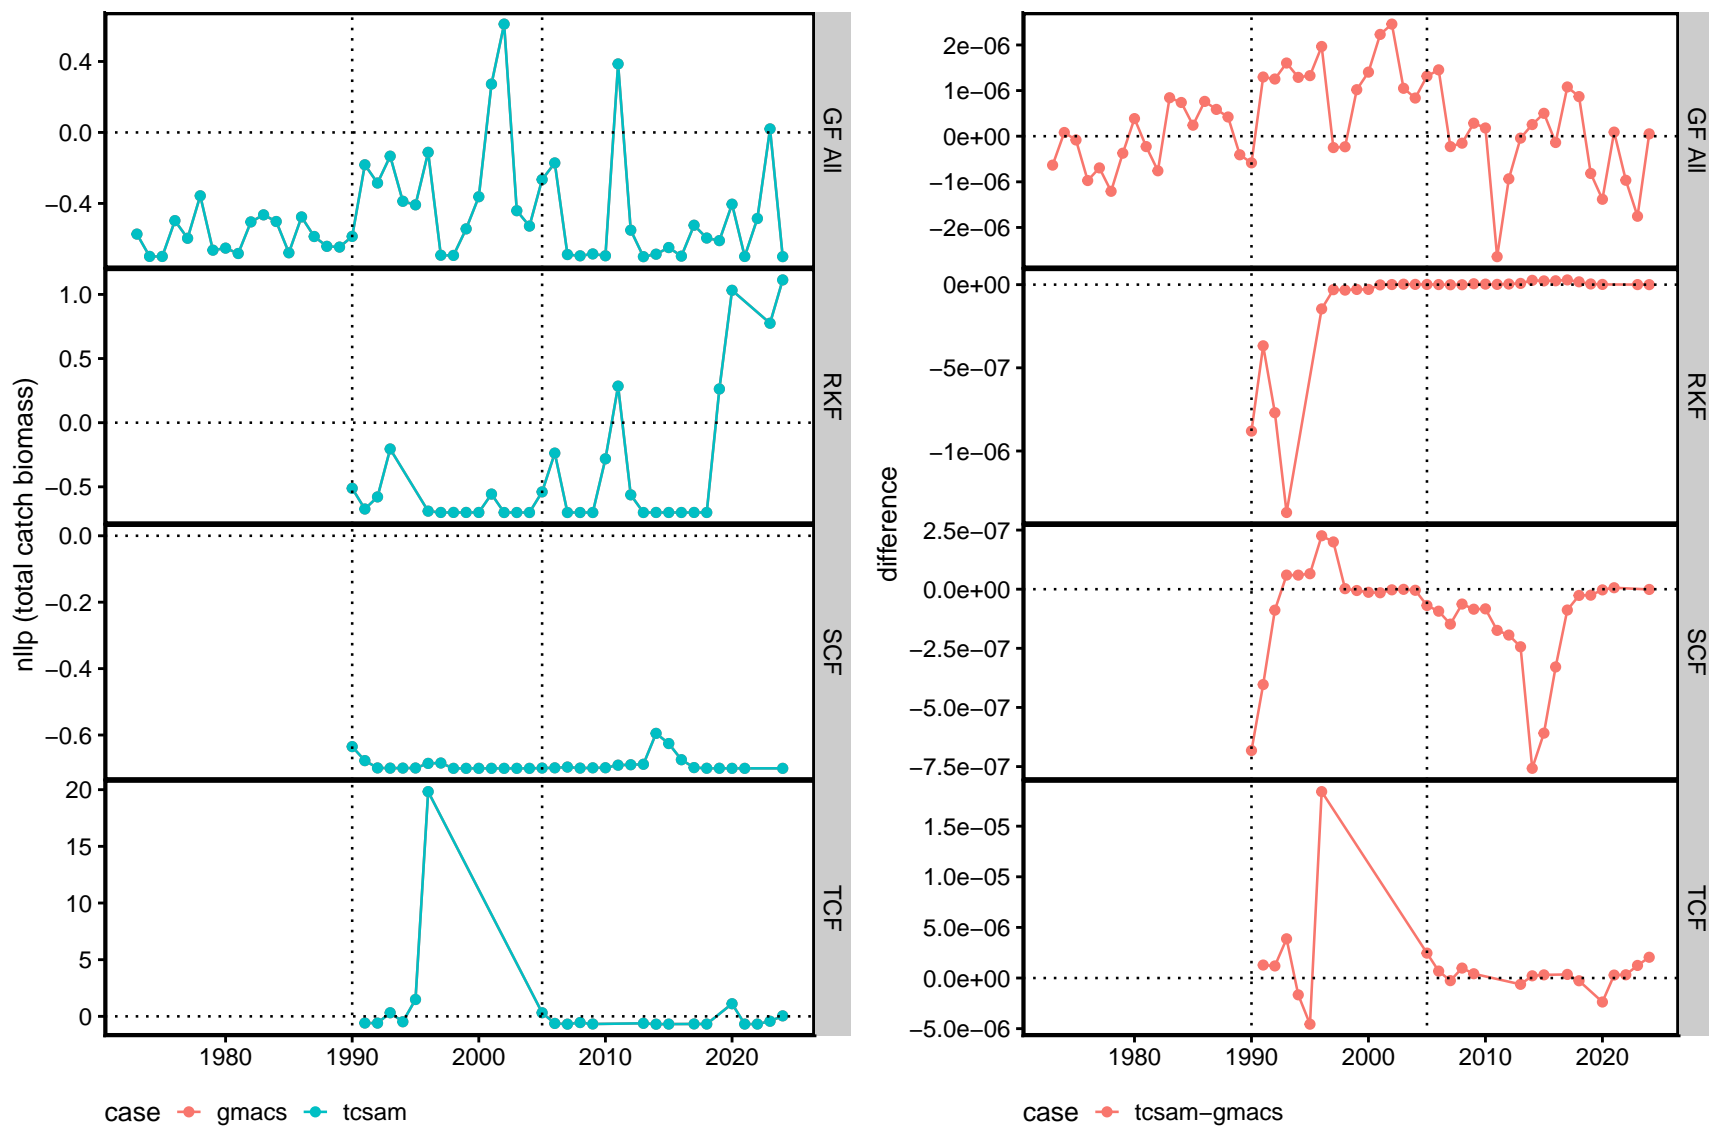 nllp (total catch biomass)
0.4
0.0
−0.4
GF All
1.0
0.5
0.0
−0.5
RKF
0.0
−0.2
−0.4
−0.6
SCF
20
15
10
5
0
TCF
1980 1990 2000 2010 2020
case gmacs tcsam
difference
2e−06
1e−06
0e+00
−1e−06
−2e−06
GF All
0e+00
−5e−07
−1e−06
RKF
2.5e−07
0.0e+00
−2.5e−07
−5.0e−07
−7.5e−07
SCF
1.5e−05
1.0e−05
5.0e−06
0.0e+00
−5.0e−06
TCF
1980 1990 2000 2010 2020
case tcsam−gmacs